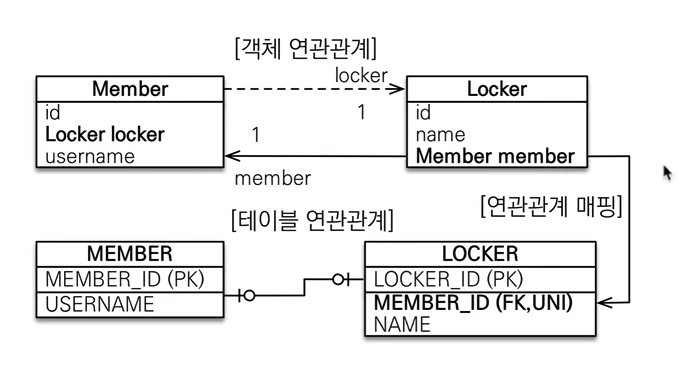 [객체 연관관계]
locker
Member
Locker
id
Locker locker
username
1
1
id
name
Member member
member
[연관관계 매핑]
[테이블 연관관계]
MEMBER
MEMBER_ID (PK)
USERNAME
LOCKER
LOCKER_ID (PK)
MEMBER_ID (FK,UNI)
NAME